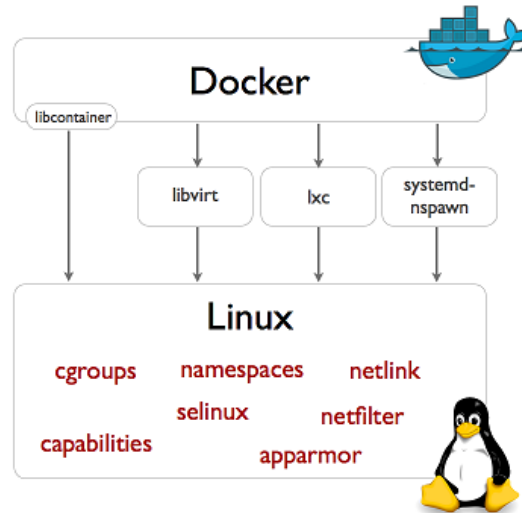 Docker
libcontainer
libvirt
lxc
systemd-
nspawn
Linux
cgroups
namespaces
netlink
selinux
netfilter
capabilities
apparmor